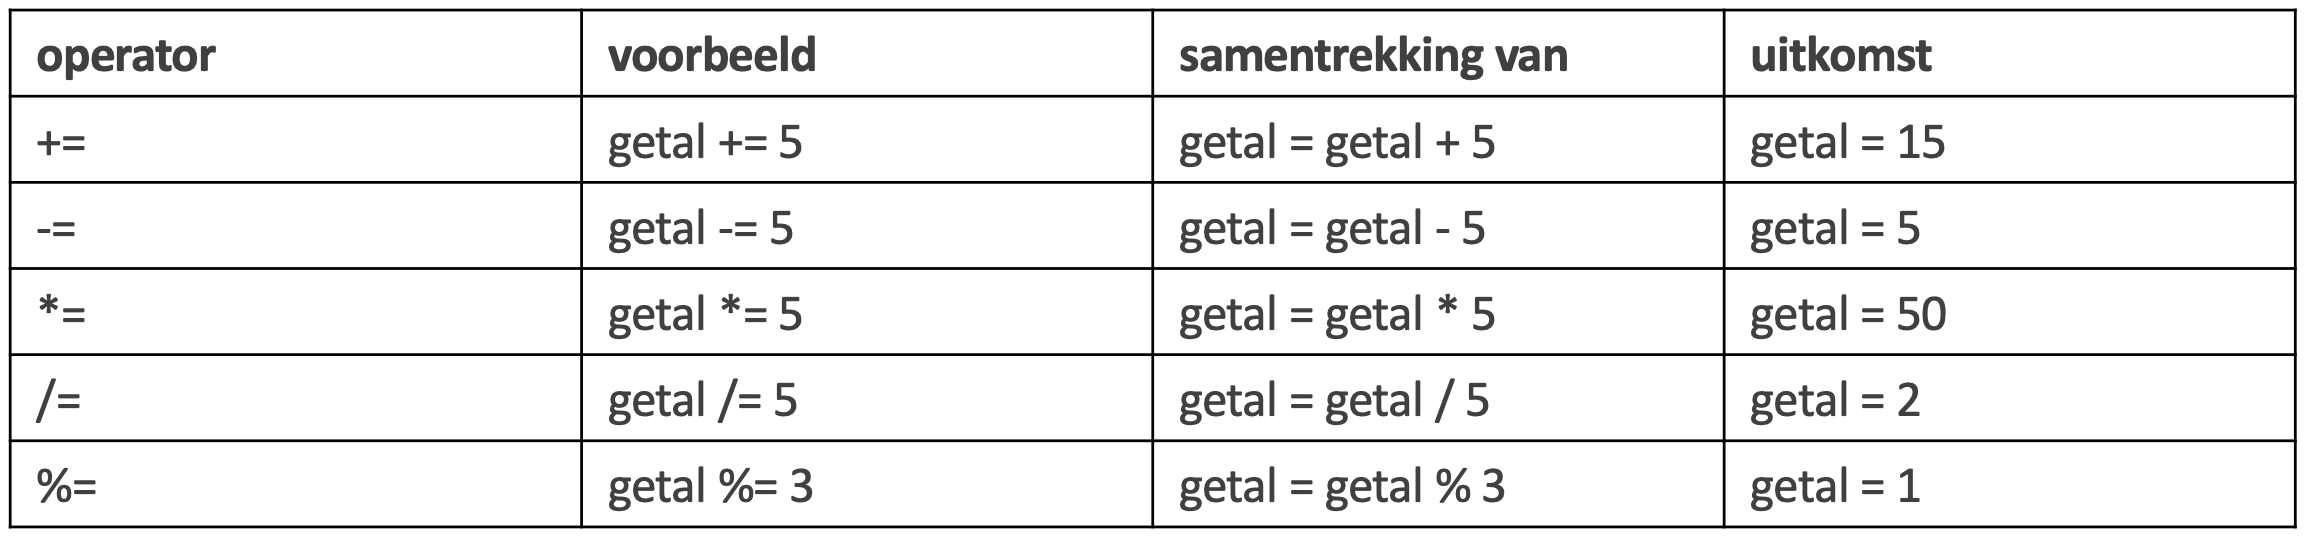 operator voorbeeld samentrekking van uitkomst
+= getal += 5 getal = getal + 5 getal = 15
-= getal -= 5 getal = getal - 5 getal = 5
*= getal *= 5 getal = getal * 5 getal = 50
/= getal /= 5 getal = getal / 5 getal = 2
%= getal %= 3 getal = getal % 3 getal = 1